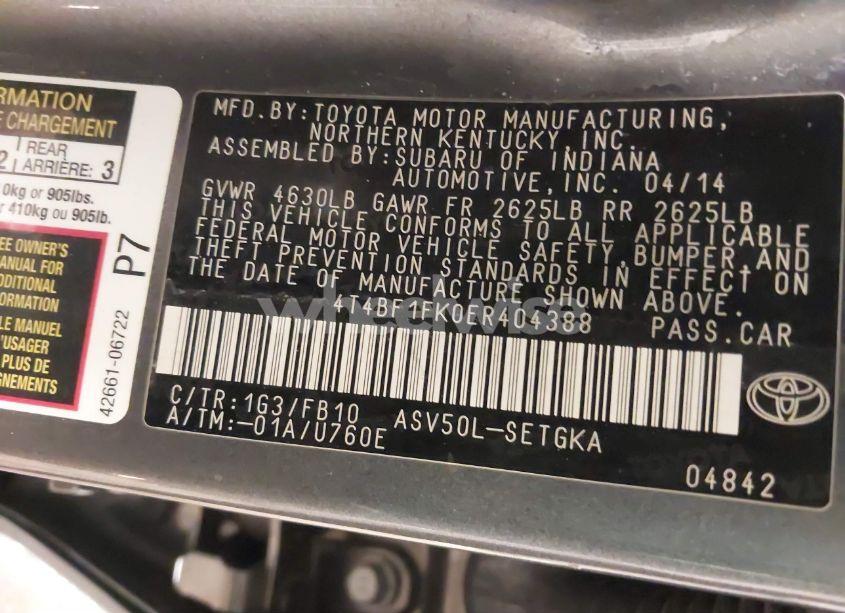 RMATION
E CHARGEMENT
2 REAR
ARRIÈRE: 3
0kg or 905lbs.
r 410kg ou 905lb.
EE OWNER'S
MANUAL FOR
DDITIONAL
FORMATION
LE MANUEL
'USAGER
PLUS DE
GNEMENTS
P7
42661-06722
MFD.BY:TOYOTA MOTOR MANUFACTURING,
NORTHERN KENTUCKY,INC.
ASSEMBLED BY:SUBARU OF INDIANA
AUTOMOTIVE,INC. 04/14
GVWR 4630LB GAWR FR 2625LB RR 2625LB
THIS VEHICLE CONFORMS TO ALL APPLICABLE
FEDERAL MOTOR VEHICLE SAFETY,BUMPER,AND
THEFT PREVENTION STANDARDS IN EFFECT ON
THE DATE OF MANUFACTURE SHOWN ABOVE.
4T4BF1FK0ER404388 PASS.CAR
C/TR:1G3/FB10
A/TM:-01A/U760E
ASV50L-SETGKA
04842